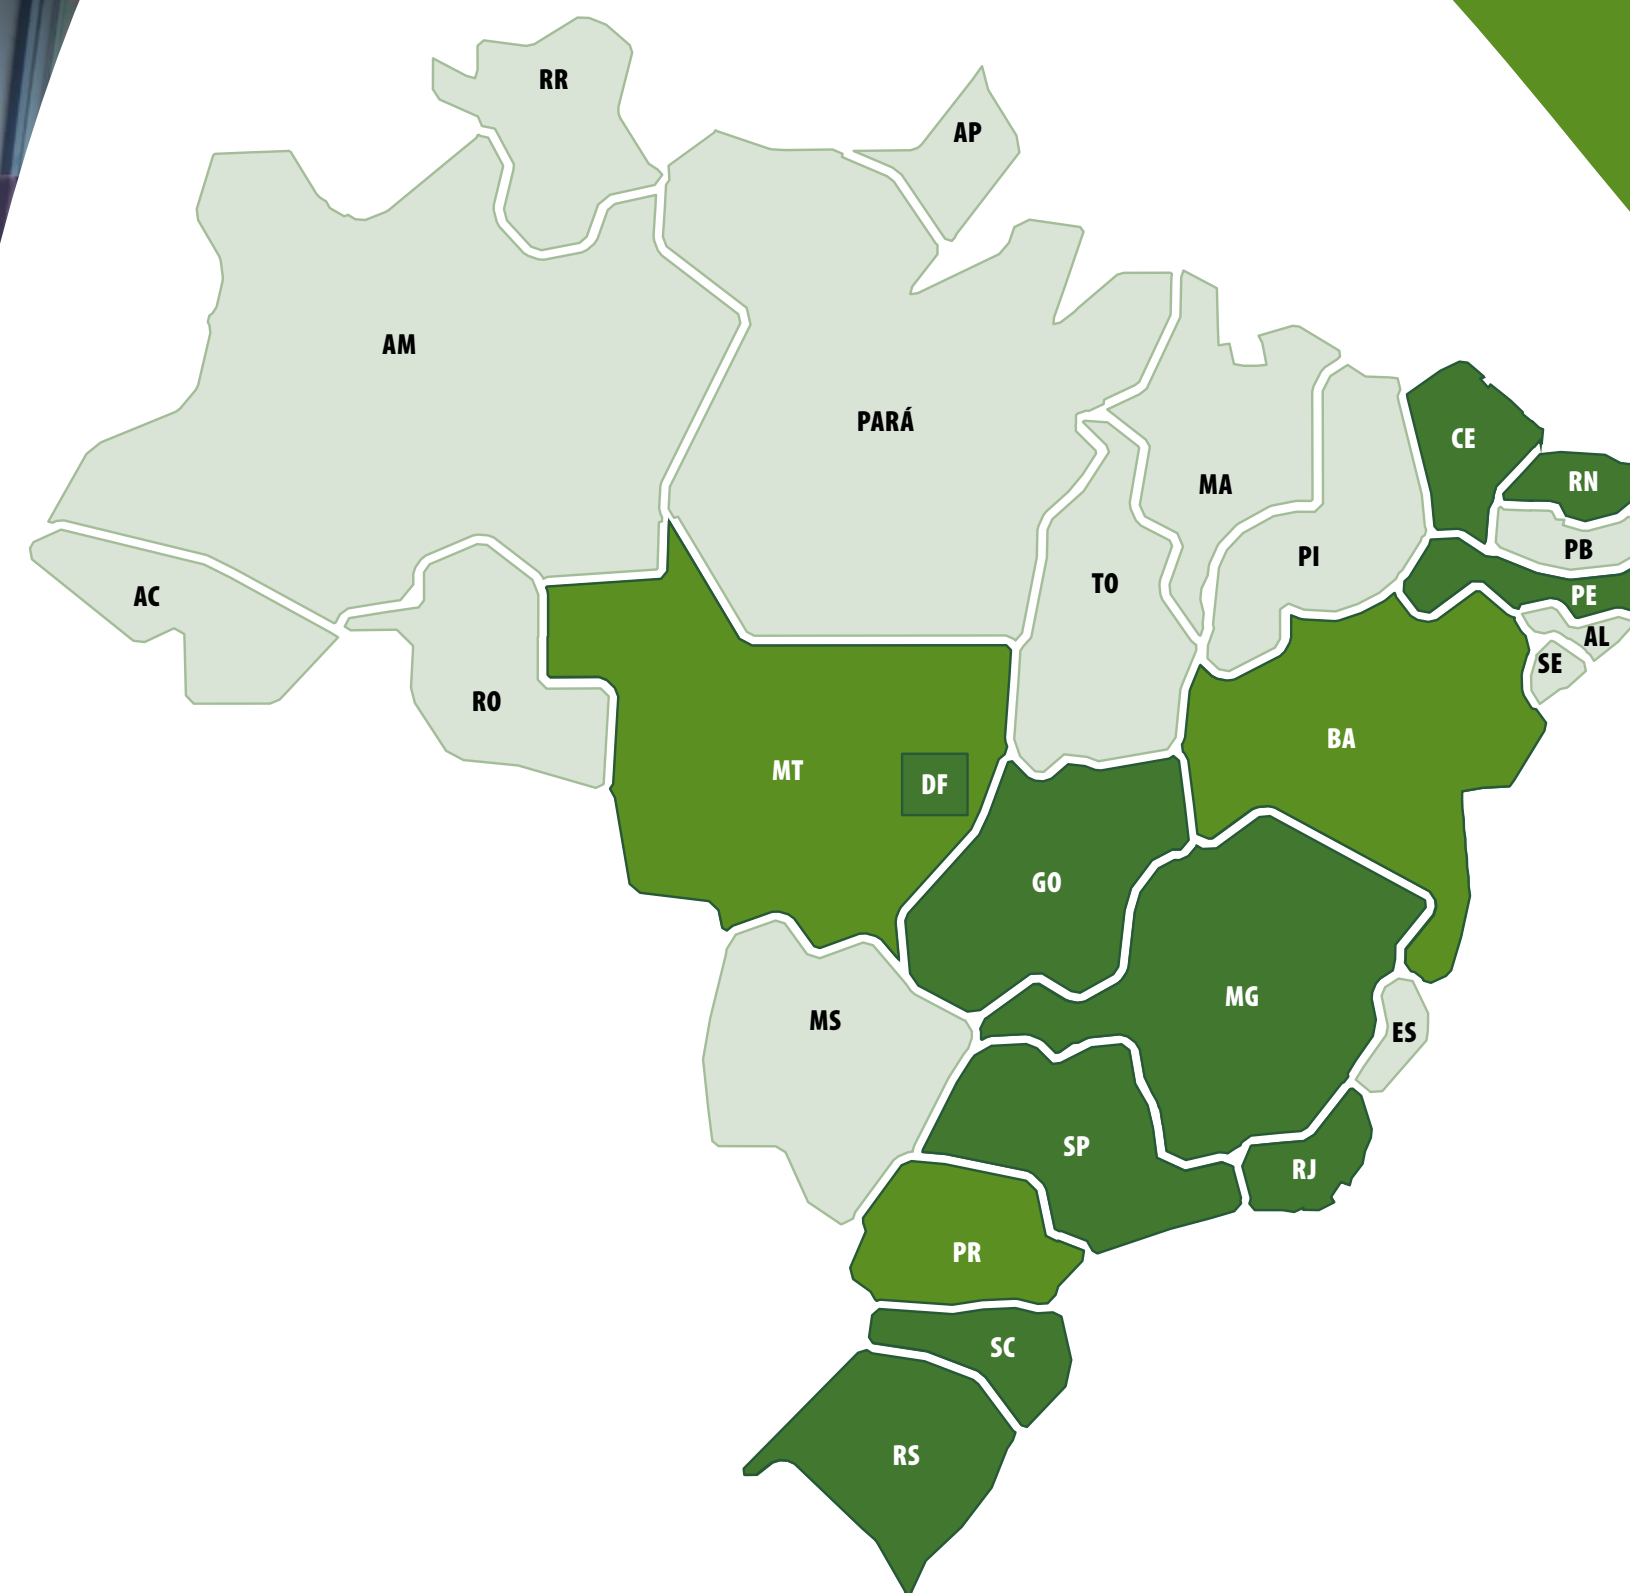 RR
AP
AM
PARÁ
CE
MA
RN
PB
PI
TO
AC
PE
AL
SE
RO
BA
MT
DF
GO
MG
MS
ES
SP
RJ
PR
SC
RS